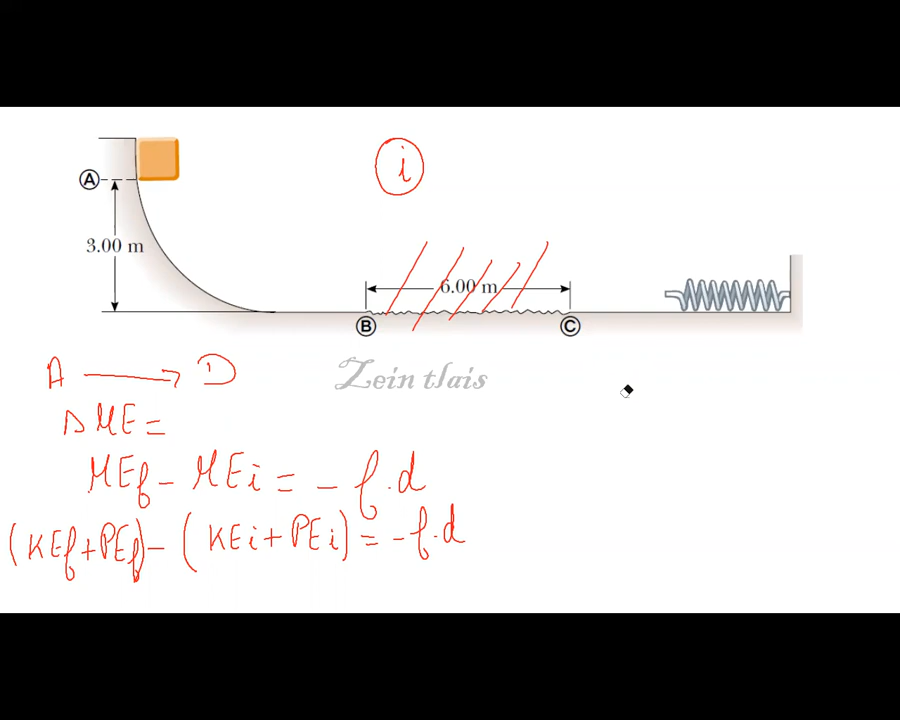 i
A
3.00 m
6.00 m
B
C
A → D
Zein tlais
ΔME =
MEf - MEi = - f.d
(KEf + PEf) - (KEi + PEi) = - f.d